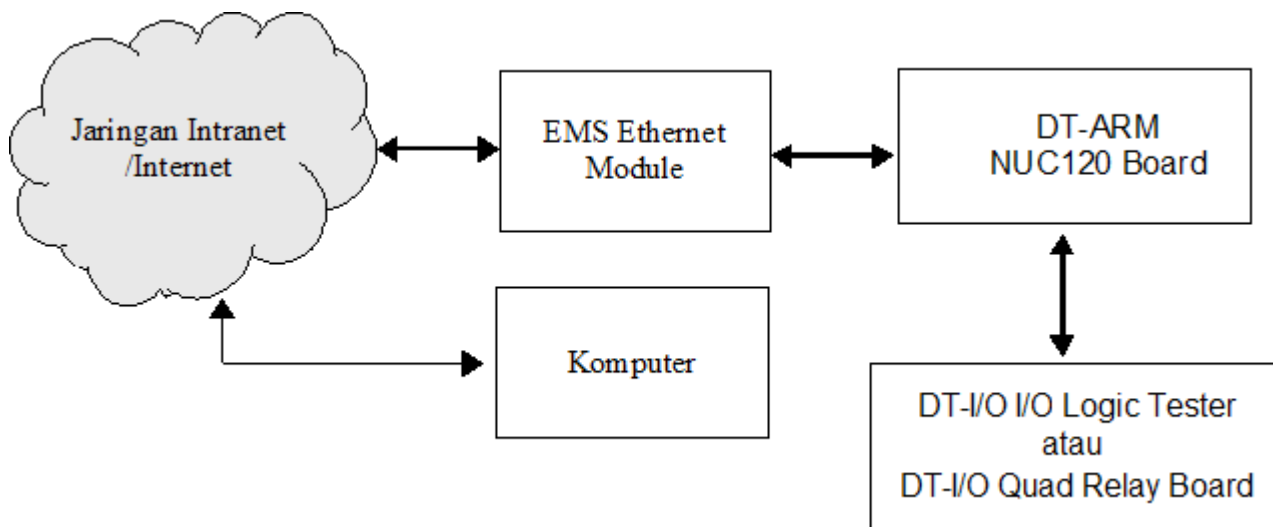 Jaringan Intranet
/Internet
EMS Ethernet
Module
DT-ARM
NUC120 Board
Komputer
DT-I/O I/O Logic Tester
atau
DT-I/O Quad Relay Board